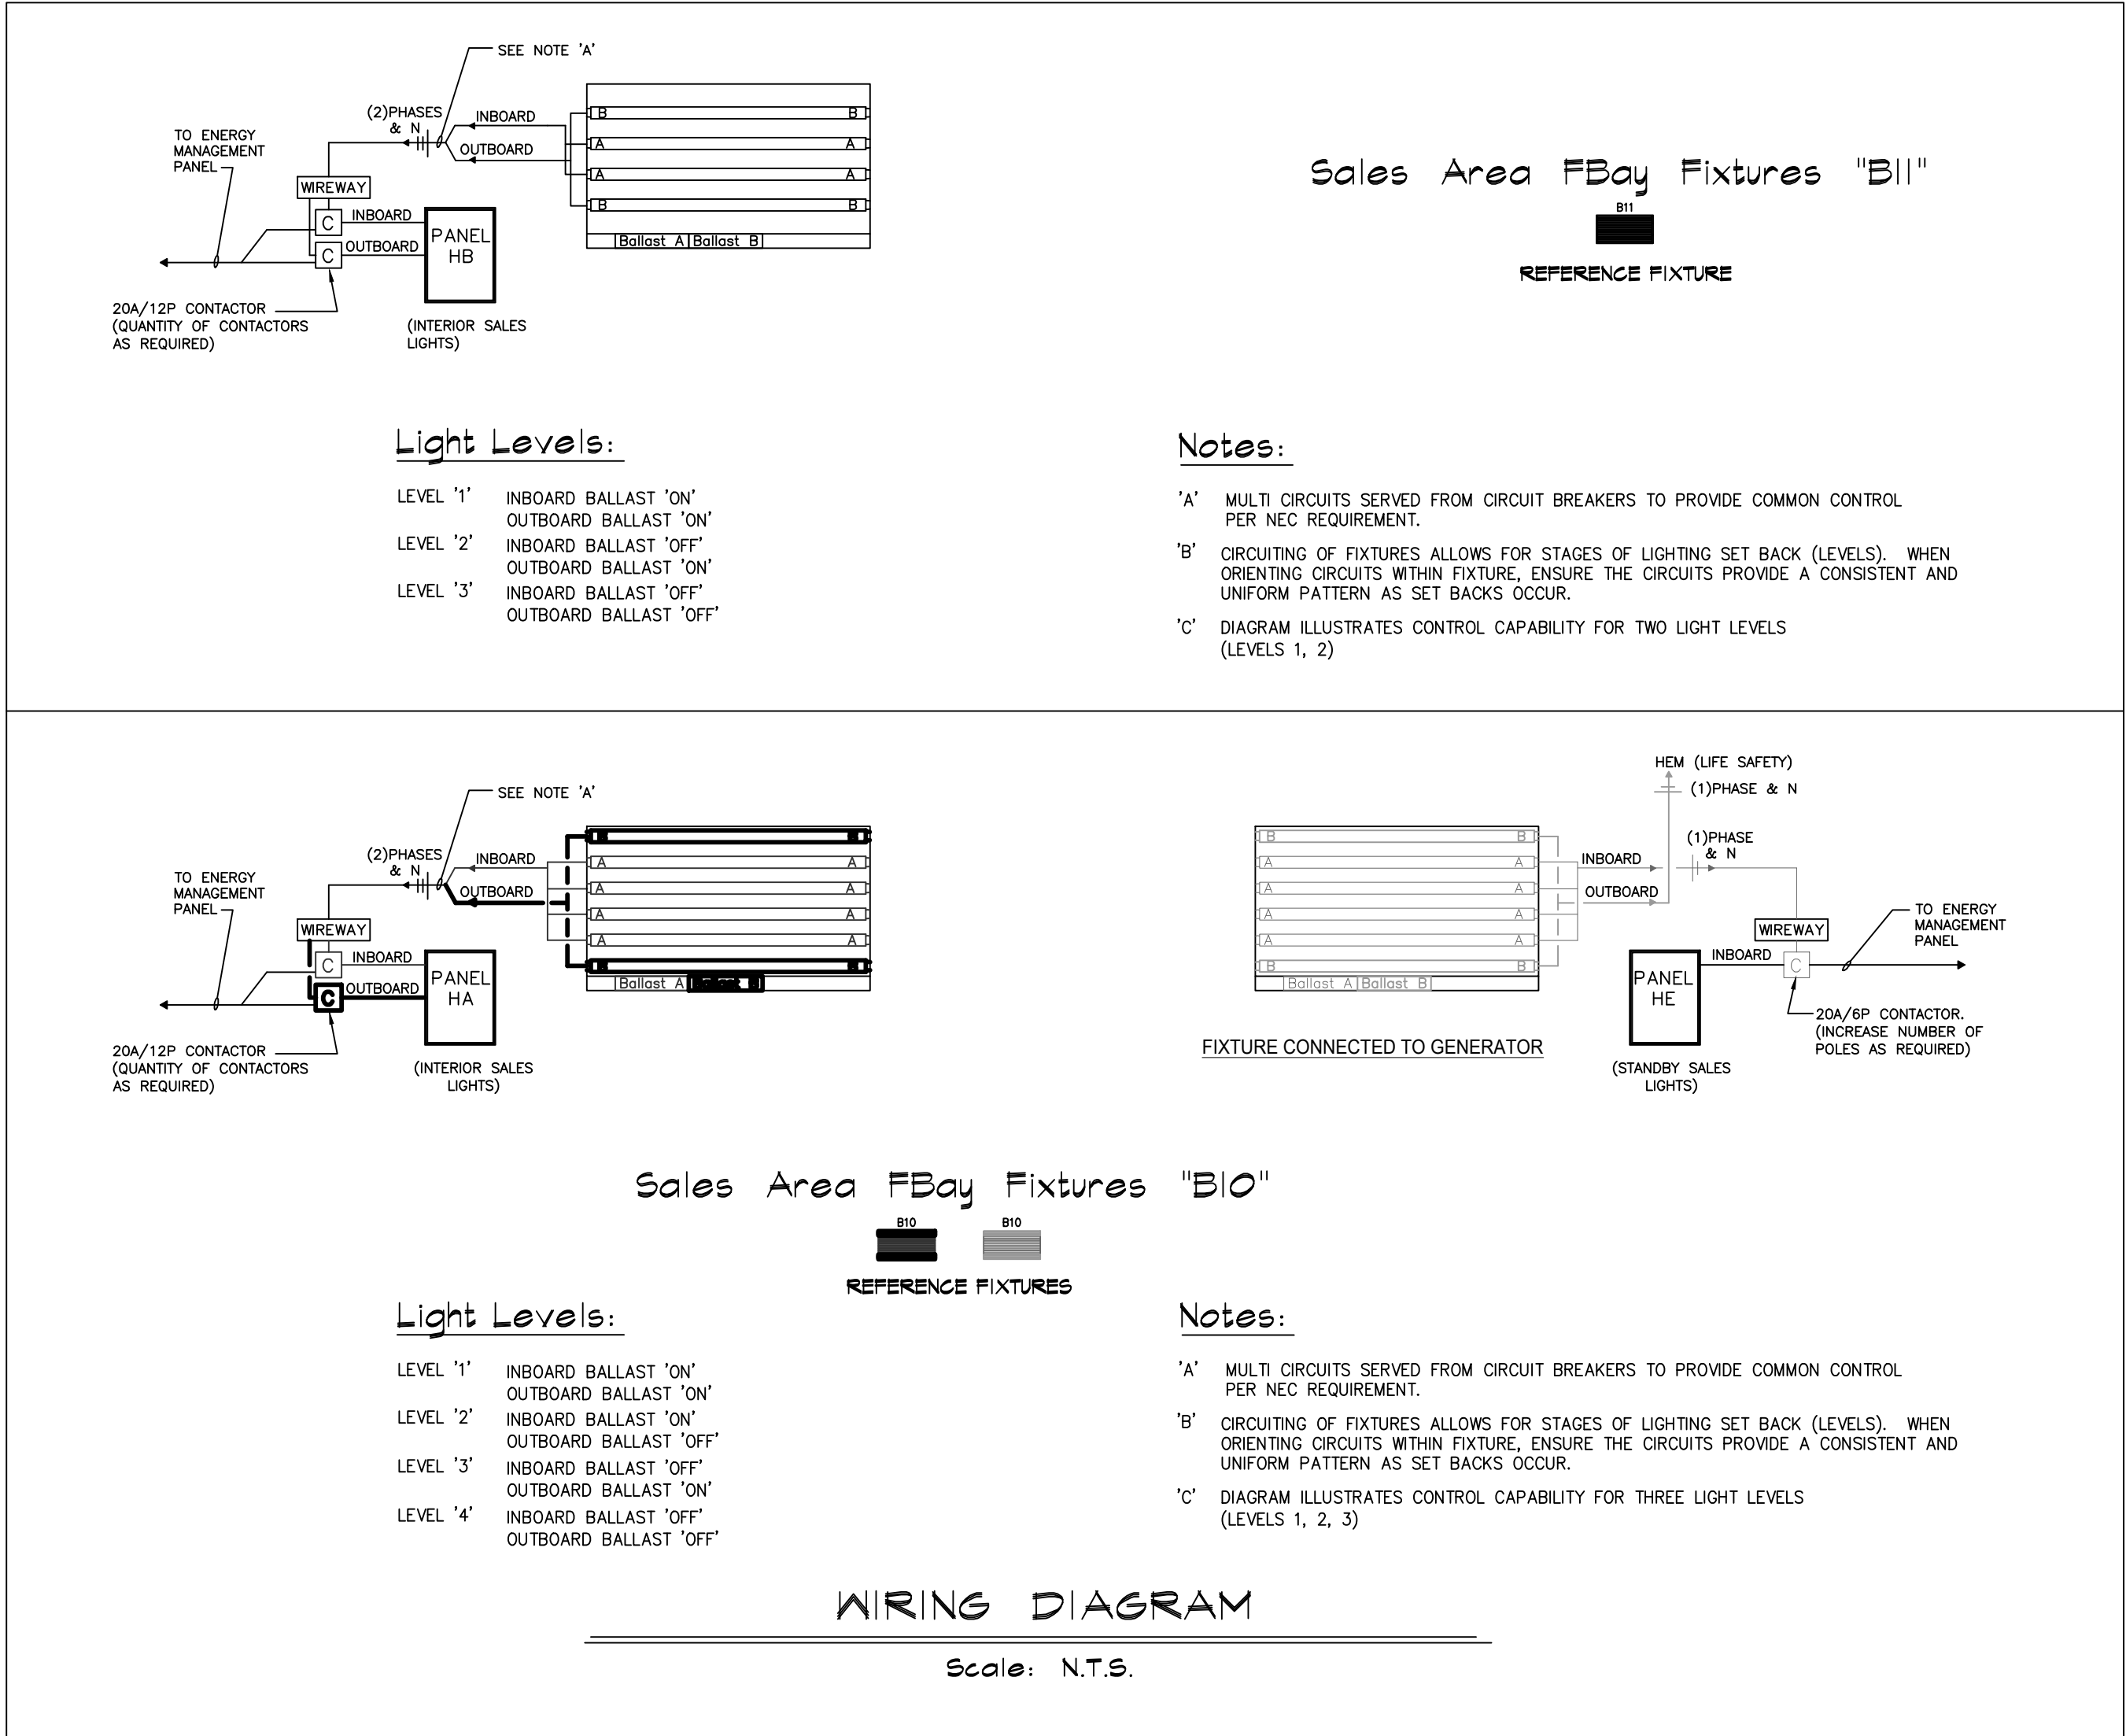 SEE NOTE 'A'
(2)PHASES
& N
INBOARD
OUTBOARD
TO ENERGY
MANAGEMENT
PANEL
WIREWAY
C
INBOARD
C
OUTBOARD
PANEL
HB
20A/12P CONTACTOR
(QUANTITY OF CONTACTORS
AS REQUIRED)
(INTERIOR SALES
LIGHTS)
B B
A A
A A
B B
Ballast A Ballast B
Sales Area FBay Fixtures "B11"
B11
REFERENCE FIXTURE
Light Levels:
LEVEL '1' INBOARD BALLAST 'ON'
OUTBOARD BALLAST 'ON'
LEVEL '2' INBOARD BALLAST 'OFF'
OUTBOARD BALLAST 'ON'
LEVEL '3' INBOARD BALLAST 'OFF'
OUTBOARD BALLAST 'OFF'
Notes:
'A' MULTI CIRCUITS SERVED FROM CIRCUIT BREAKERS TO PROVIDE COMMON CONTROL
PER NEC REQUIREMENT.
'B' CIRCUITING OF FIXTURES ALLOWS FOR STAGES OF LIGHTING SET BACK (LEVELS). WHEN
ORIENTING CIRCUITS WITHIN FIXTURE, ENSURE THE CIRCUITS PROVIDE A CONSISTENT AND
UNIFORM PATTERN AS SET BACKS OCCUR.
'C' DIAGRAM ILLUSTRATES CONTROL CAPABILITY FOR TWO LIGHT LEVELS
(LEVELS 1, 2)
SEE NOTE 'A'
(2)PHASES
& N
INBOARD
OUTBOARD
TO ENERGY
MANAGEMENT
PANEL
WIREWAY
C
INBOARD
C
OUTBOARD
PANEL
HA
20A/12P CONTACTOR
(QUANTITY OF CONTACTORS
AS REQUIRED)
(INTERIOR SALES
LIGHTS)
B B
A A
A A
A A
A A
B B
Ballast A Ballast B
HEM (LIFE SAFETY)
(1)PHASE & N
(1)PHASE
& N
INBOARD
OUTBOARD
B B
A A
A A
A A
A A
B B
Ballast A Ballast B
FIXTURE CONNECTED TO GENERATOR
WIREWAY
TO ENERGY
MANAGEMENT
PANEL
INBOARD
C
PANEL
HE
20A/6P CONTACTOR.
(INCREASE NUMBER OF
POLES AS REQUIRED)
(STANDBY SALES
LIGHTS)
Sales Area FBay Fixtures "B10"
B10 B10
REFERENCE FIXTURES
Light Levels:
LEVEL '1' INBOARD BALLAST 'ON'
OUTBOARD BALLAST 'ON'
LEVEL '2' INBOARD BALLAST 'ON'
OUTBOARD BALLAST 'OFF'
LEVEL '3' INBOARD BALLAST 'OFF'
OUTBOARD BALLAST 'ON'
LEVEL '4' INBOARD BALLAST 'OFF'
OUTBOARD BALLAST 'OFF'
Notes:
'A' MULTI CIRCUITS SERVED FROM CIRCUIT BREAKERS TO PROVIDE COMMON CONTROL
PER NEC REQUIREMENT.
'B' CIRCUITING OF FIXTURES ALLOWS FOR STAGES OF LIGHTING SET BACK (LEVELS). WHEN
ORIENTING CIRCUITS WITHIN FIXTURE, ENSURE THE CIRCUITS PROVIDE A CONSISTENT AND
UNIFORM PATTERN AS SET BACKS OCCUR.
'C' DIAGRAM ILLUSTRATES CONTROL CAPABILITY FOR THREE LIGHT LEVELS
(LEVELS 1, 2, 3)
WIRING DIAGRAM
Scale: N.T.S.